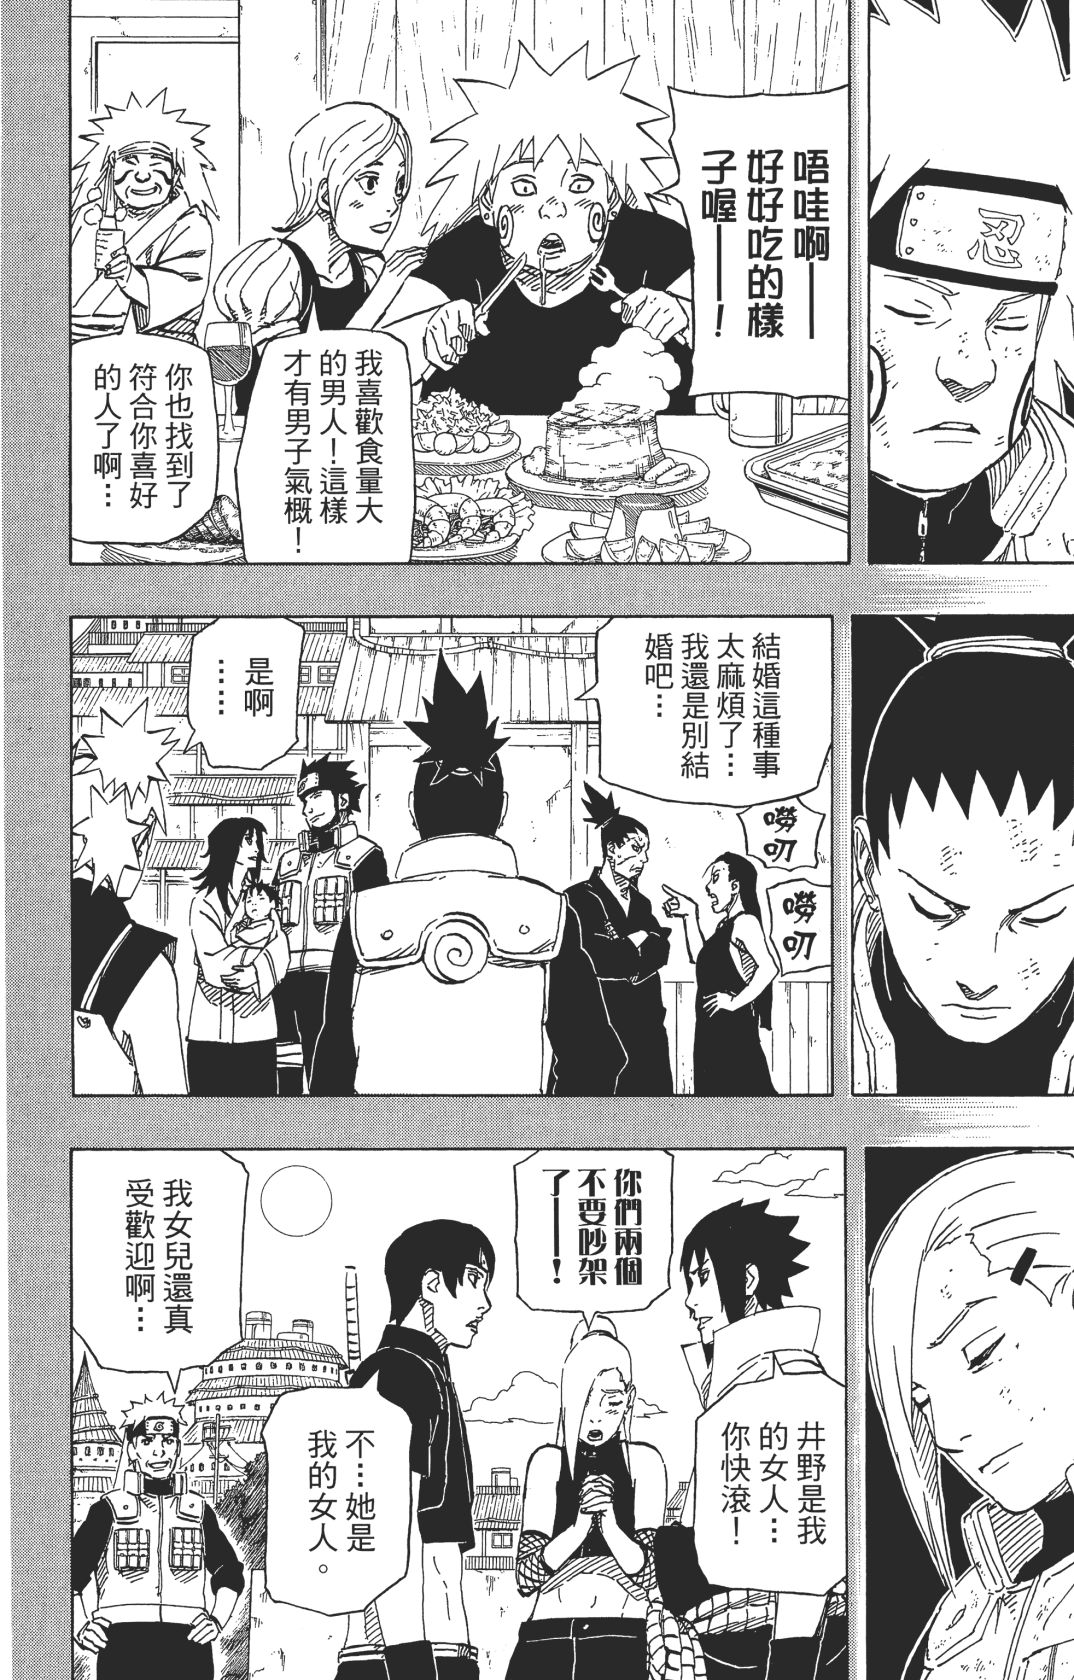 忍
唔哇啊——
好好吃的樣
子喔——！
我喜歡食量大
的男人！這樣
才有男子氣概！
你也找到了
符合你喜好
的人了啊…
結婚這種事
太麻煩了…
我還是別結
婚吧…
嘮叨
嘮叨
是啊
……
你們兩個
不要吵架
了——！
井野是我
的女人…
你快滾！
不…她是
我的女人。
我女兒還真
受歡迎啊…